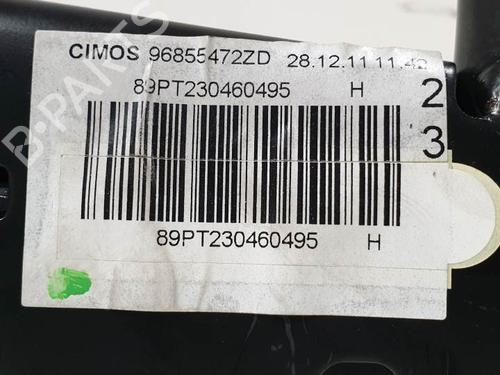 CIMOS 96855472ZD 28.12.11 11:42
89PT230460495 H
2
3
89PT230460495 H
B-PARTS